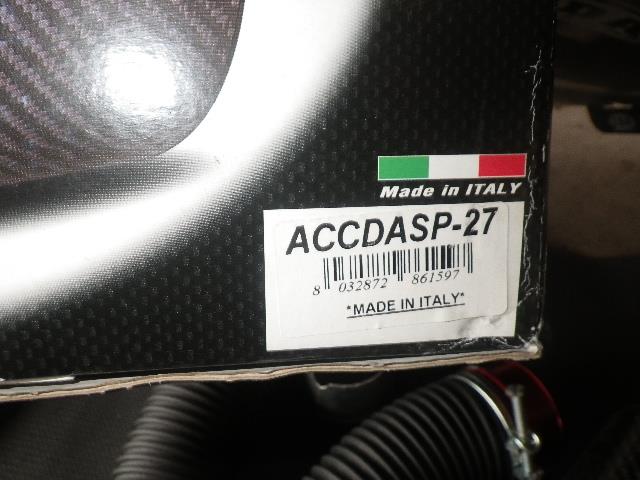 Made in ITALY
ACCDASP-27
8 032872 861597
*MADE IN ITALY*